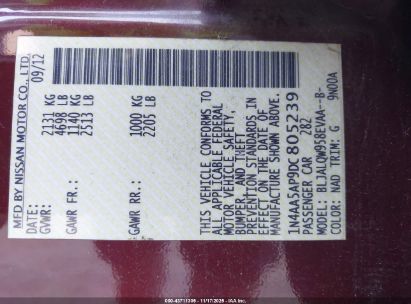 MFD BY NISSAN MOTOR CO., LTD
DATE: 09/12
GVWR: 2131 KG
4698 LB
GAWR FR: 1140 KG
2513 LB
GAWR RR: 1000 KG
2205 LB
THIS VEHICLE CONFORMS TO
ALL APPLICABLE FEDERAL
MOTOR VEHICLE SAFETY,
BUMPER, AND THEFT
PREVENTION STANDARDS IN
EFFECT ON THE DATE OF
MANUFACTURE SHOWN ABOVE.
1N4AA5AP9DC805239
PASSENGER CAR 282
MODEL: BLJALQW95BEVAA--B-
COLOR: NAD TRIM: G 9N00A